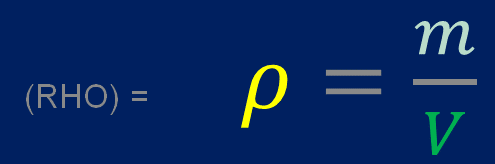 (RHO) = ρ = m/V